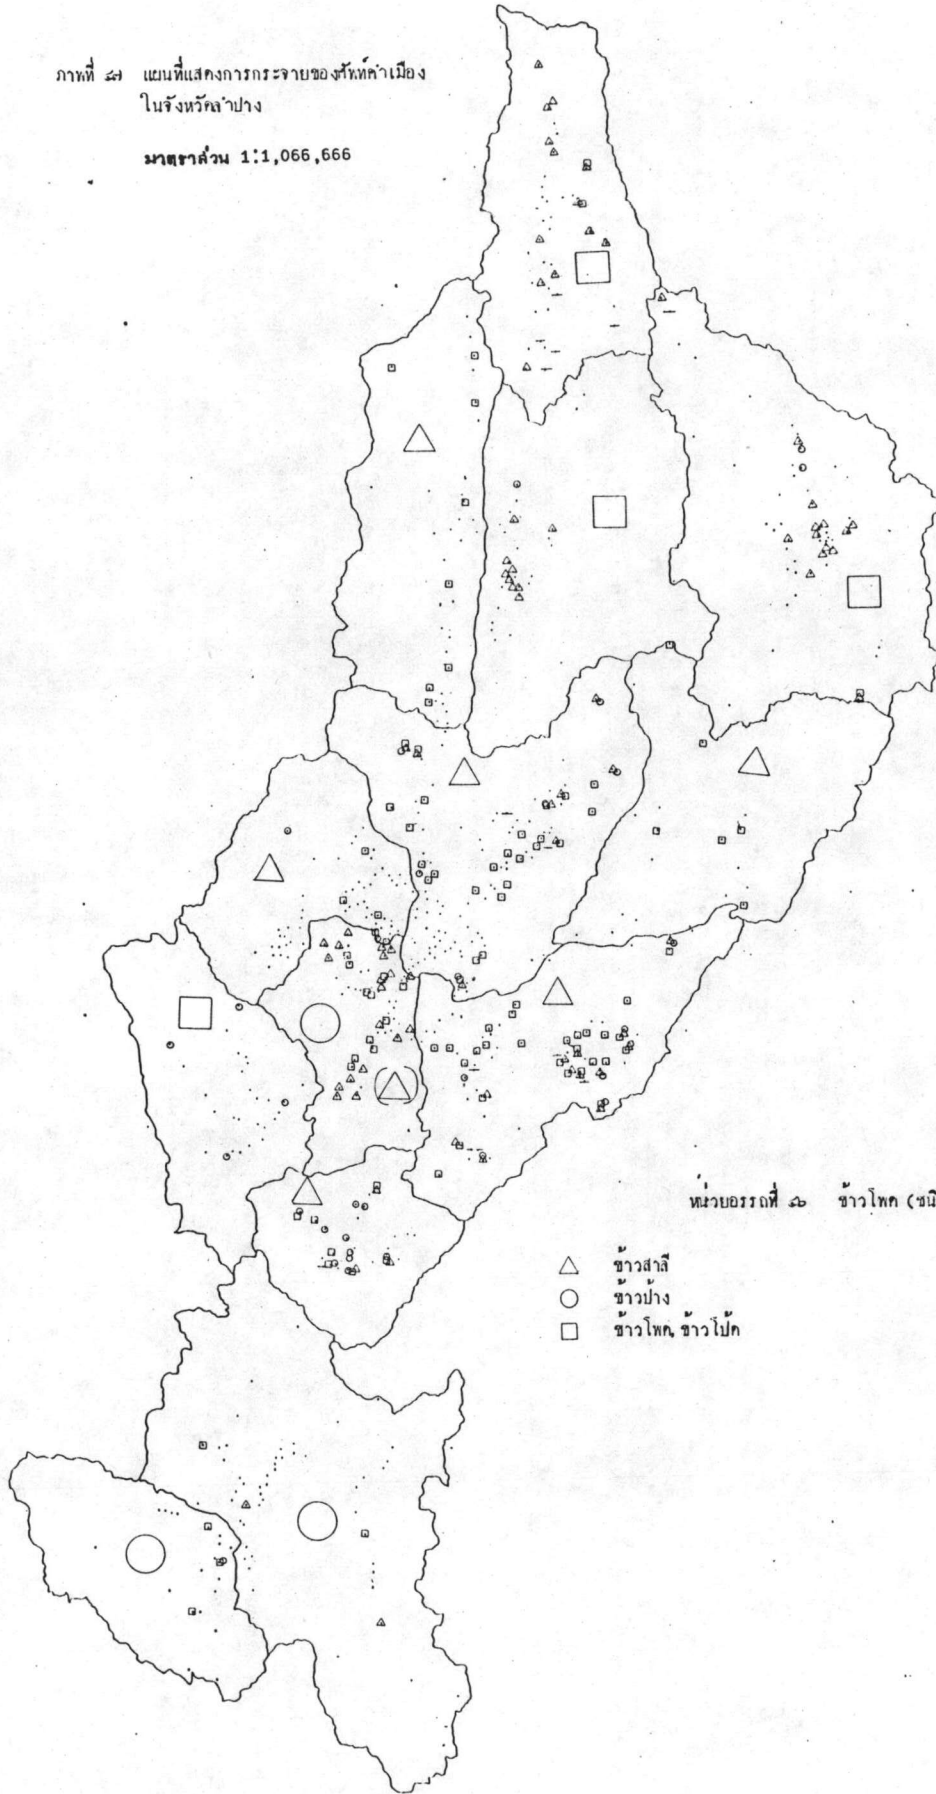 ภาพที่ ๔๗ แผนที่แสดงการกระจายของศัพท์คำเมือง
ในจังหวัดลำปาง
มาตราส่วน 1:1,066,666
หน่วยอรรถที่ ๑๖ ข้าวโพด (ชนิ
ข้าวสาลี
ข้าวป้าง
ข้าวโพด, ข้าวโป้ด